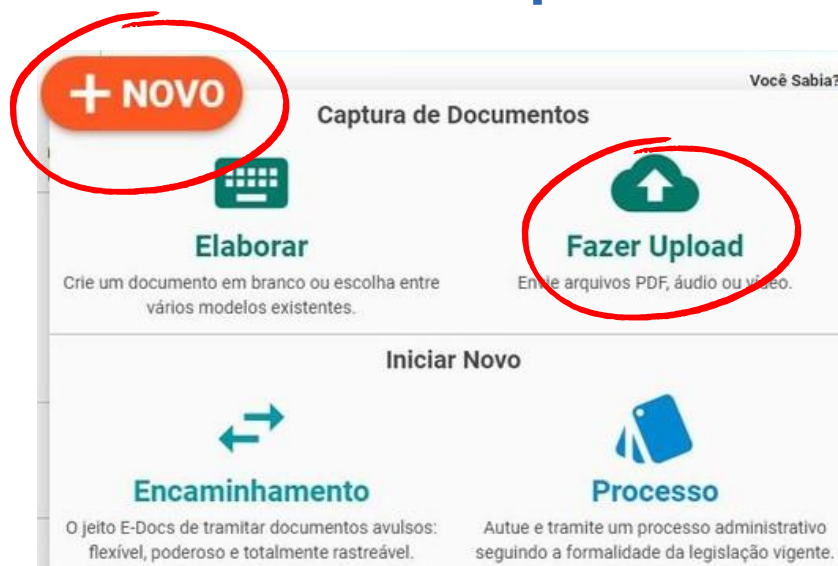 + NOVO
Você Sabia?
Captura de Documentos
Elaborar
Crie um documento em branco ou escolha entre
vários modelos existentes.
Fazer Upload
Envie arquivos PDF, áudio ou vídeo.
Iniciar Novo
Encaminhamento
O jeito E-Docs de tramitar documentos avulsos:
flexível, poderoso e totalmente rastreável.
Processo
Autue e tramite um processo administrativo
seguindo a formalidade da legislação vigente.